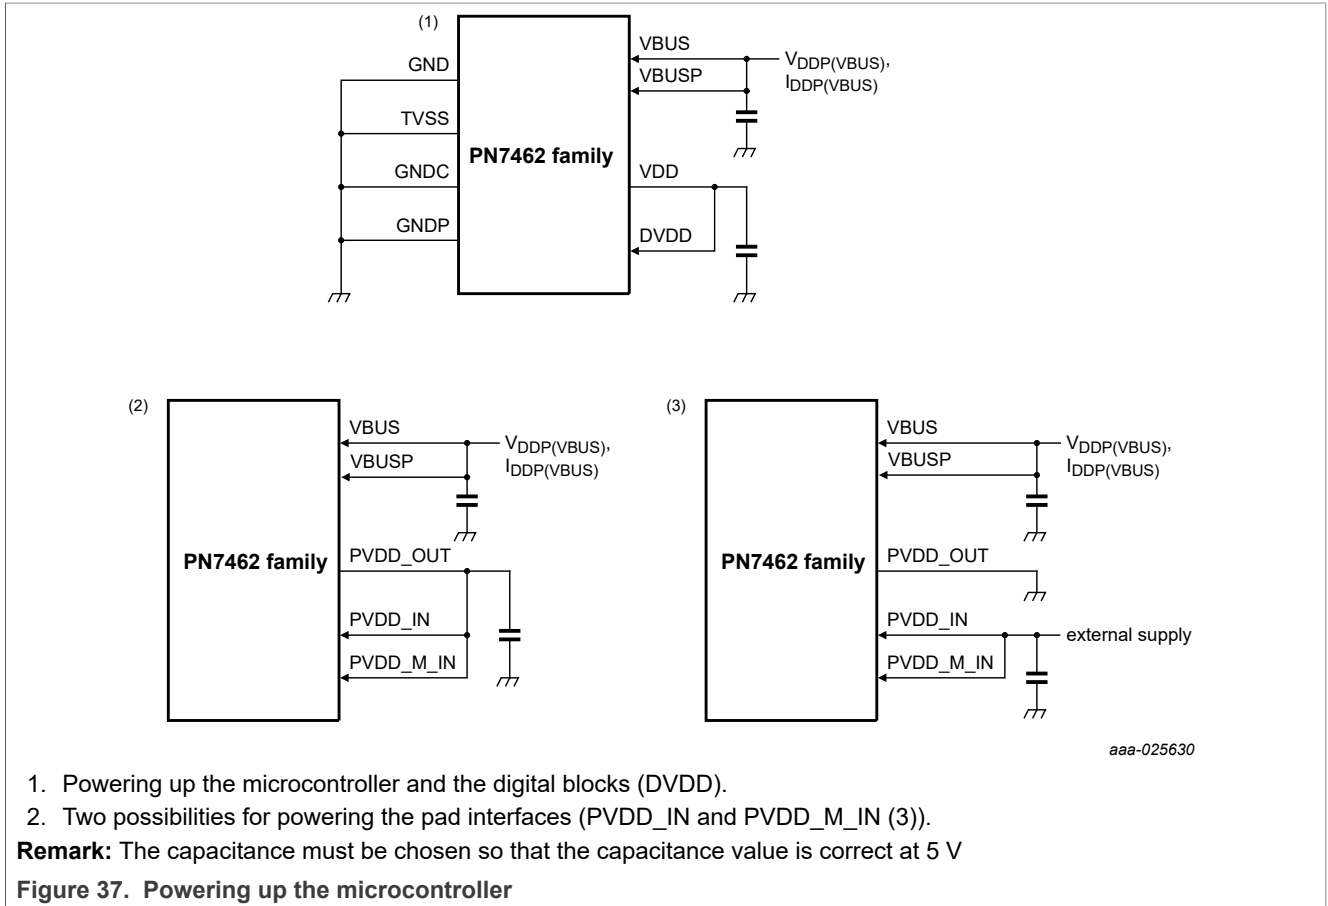 (1)
GND
TVSS
GNDC
GNDP
PN7462 family
VBUS
VBUSP
VDDP(VBUS),
IDDP(VBUS)
VDD
DVDD
(2)
PN7462 family
VBUS
VBUSP
VDDP(VBUS),
IDDP(VBUS)
PVDD_OUT
PVDD_IN
PVDD_M_IN
(3)
PN7462 family
VBUS
VBUSP
VDDP(VBUS),
IDDP(VBUS)
PVDD_OUT
PVDD_IN
external supply
PVDD_M_IN
aaa-025630
1. Powering up the microcontroller and the digital blocks (DVDD).
2. Two possibilities for powering the pad interfaces (PVDD_IN and PVDD_M_IN (3)).
Remark: The capacitance must be chosen so that the capacitance value is correct at 5 V
Figure 37. Powering up the microcontroller